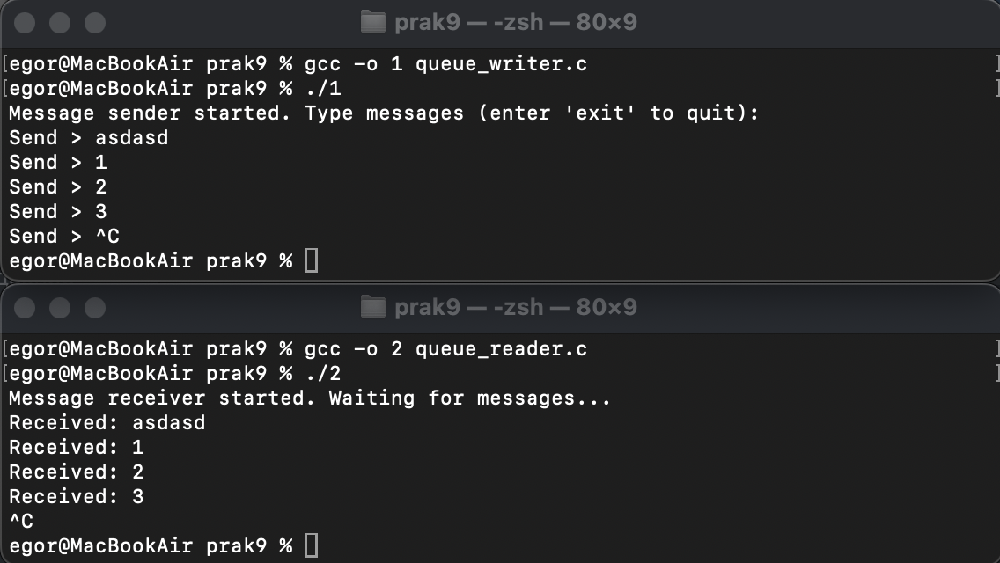 prak9 — -zsh — 80×9
[egor@MacBookAir prak9 % gcc -o 1 queue_writer.c ]
[egor@MacBookAir prak9 % ./1 ]
Message sender started. Type messages (enter 'exit' to quit):
Send > asdasd
Send > 1
Send > 2
Send > 3
Send > ^C
egor@MacBookAir prak9 %
prak9 — -zsh — 80×9
[egor@MacBookAir prak9 % gcc -o 2 queue_reader.c ]
[egor@MacBookAir prak9 % ./2 ]
Message receiver started. Waiting for messages...
Received: asdasd
Received: 1
Received: 2
Received: 3
^C
egor@MacBookAir prak9 %